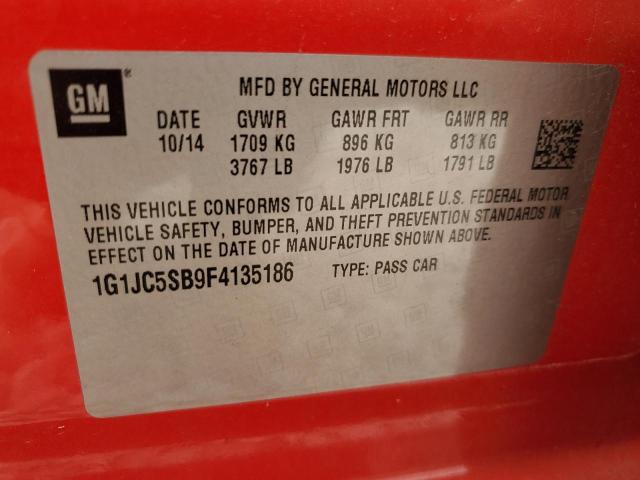 GM®
MFD BY GENERAL MOTORS LLC
DATE GVWR GAWR FRT GAWR RR
10/14 1709 KG 896 KG 813 KG
3767 LB 1976 LB 1791 LB
THIS VEHICLE CONFORMS TO ALL APPLICABLE U.S. FEDERAL MOTOR
VEHICLE SAFETY, BUMPER, AND THEFT PREVENTION STANDARDS IN
EFFECT ON THE DATE OF MANUFACTURE SHOWN ABOVE.
1G1JC5SB9F4135186 TYPE: PASS CAR